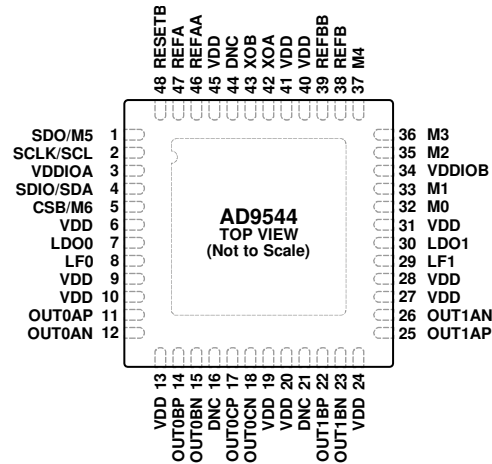 48 RESETB
47 REFA
46 REFAA
45 VDD
44 DNC
43 XOB
42 XOA
41 VDD
40 VDD
39 REFBB
38 REFB
37 M4
SDO/M5 1
SCLK/SCL 2
VDDIOA 3
SDIO/SDA 4
CSB/M6 5
VDD 6
LDO0 7
LF0 8
VDD 9
VDD 10
OUT0AP 11
OUT0AN 12
AD9544
TOP VIEW
(Not to Scale)
36 M3
35 M2
34 VDDIOB
33 M1
32 M0
31 VDD
30 LDO1
29 LF1
28 VDD
27 VDD
26 OUT1AN
25 OUT1AP
VDD 13
OUT0BP 14
OUT0BN 15
DNC 16
OUT0CP 17
OUT0CN 18
VDD 19
VDD 20
DNC 21
OUT1BP 22
OUT1BN 23
VDD 24